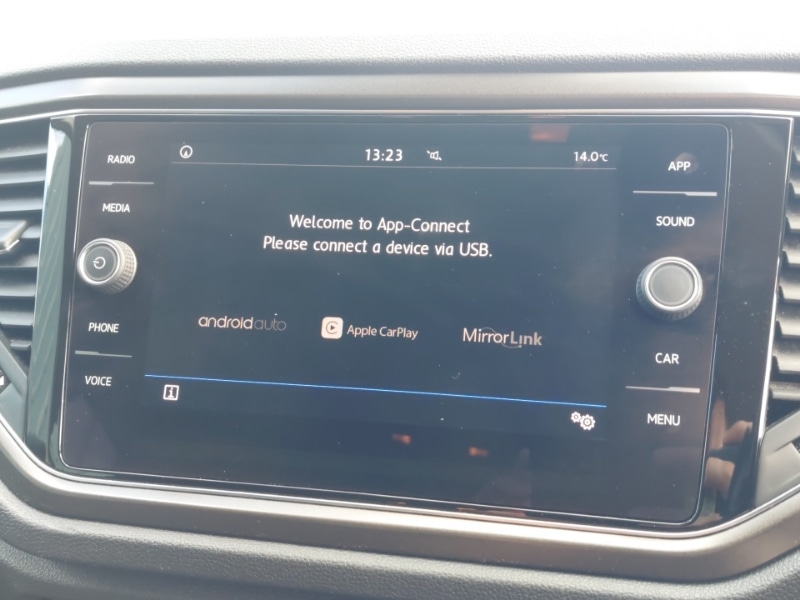 RADIO
MEDIA
PHONE
VOICE
13:23
14.0°C
Welcome to App-Connect
Please connect a device via USB.
androidauto
Apple CarPlay
MirrorLink
i
APP
SOUND
CAR
MENU